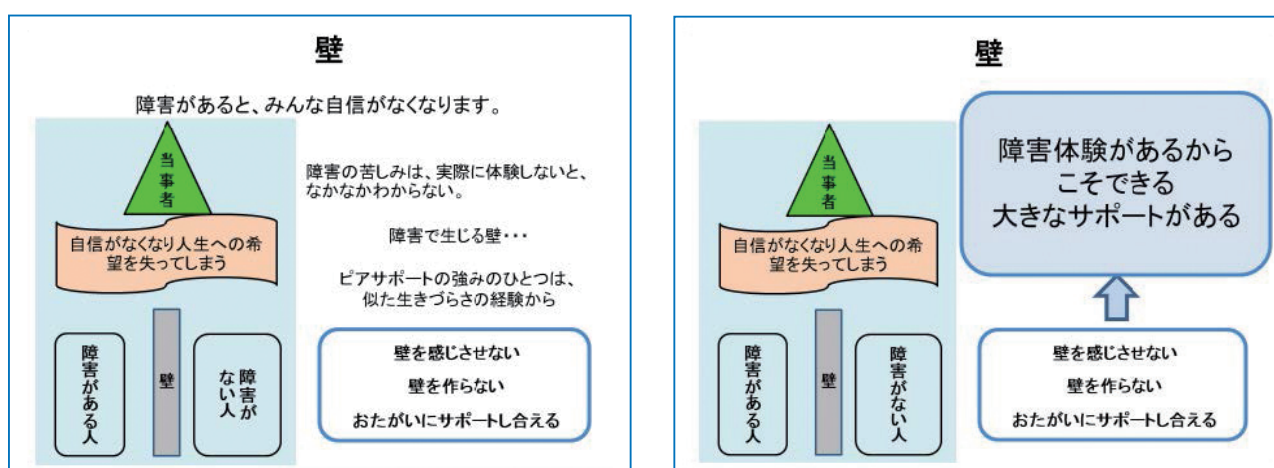 壁
障害があると、みんな自信がなくなります。
当事者
障害の苦しみは、実際に体験しないと、
なかなかわからない。
自信がなくなり人生への希
望を失ってしまう
障害で生じる壁・・・
ピアサポートの強みのひとつは、
似た生きづらさの経験から
障害がある人
壁
障害が
ない人
壁を感じさせない
壁を作らない
おたがいにサポートし合える
壁
当事者
自信がなくなり人生への希
望を失ってしまう
障害体験があるから
こそできる
大きなサポートがある
障害がある人
壁
障害がない人
壁を感じさせない
壁を作らない
おたがいにサポートし合える